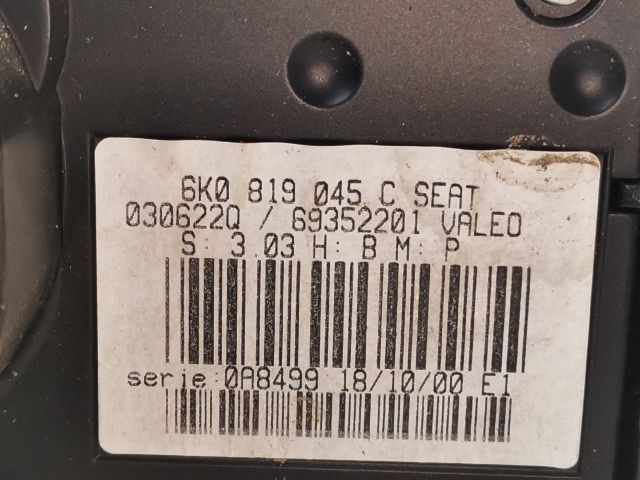 6K0 819 045 C SEAT
030622Q / 69352201 VALEO
S: 3.03 H: B M: P
serie:0A8499 18/10/00 E1